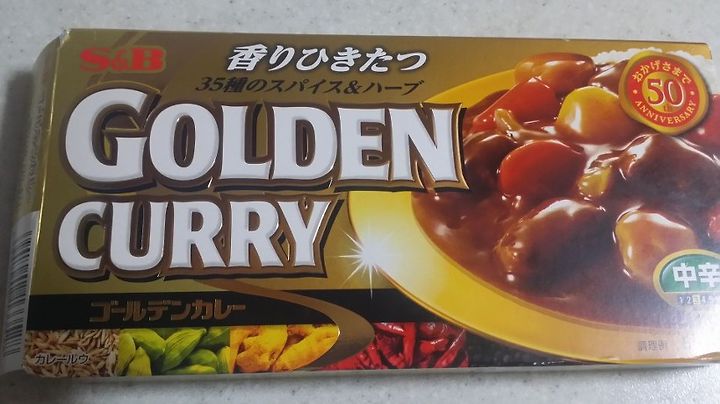 S&B
香りひきたつ
35種のスパイス&ハーブ
GOLDEN
CURRY
ゴールデンカレー
カレールウ
おかげさまで
50th
ANNIVERSARY
中辛
調理例